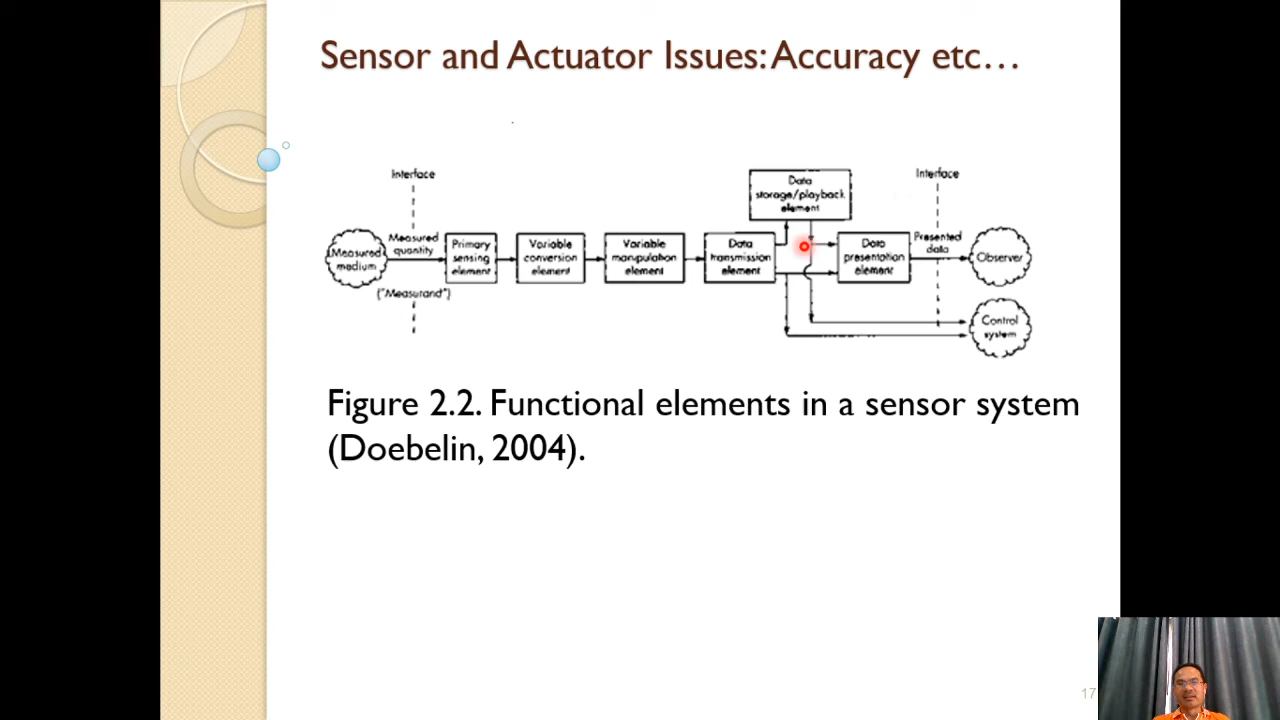 Sensor and Actuator Issues: Accuracy etc…
Interface
Measured
quantity
Measured
medium
("Measurand")
Primary
sensing
element
Variable
conversion
element
Variable
manipulation
element
Data
transmission
element
Data
storage/playback
element
Data
presentation
element
Interface
Presented
data
Observer
Control
system
Figure 2.2. Functional elements in a sensor system
(Doebelin, 2004).
17